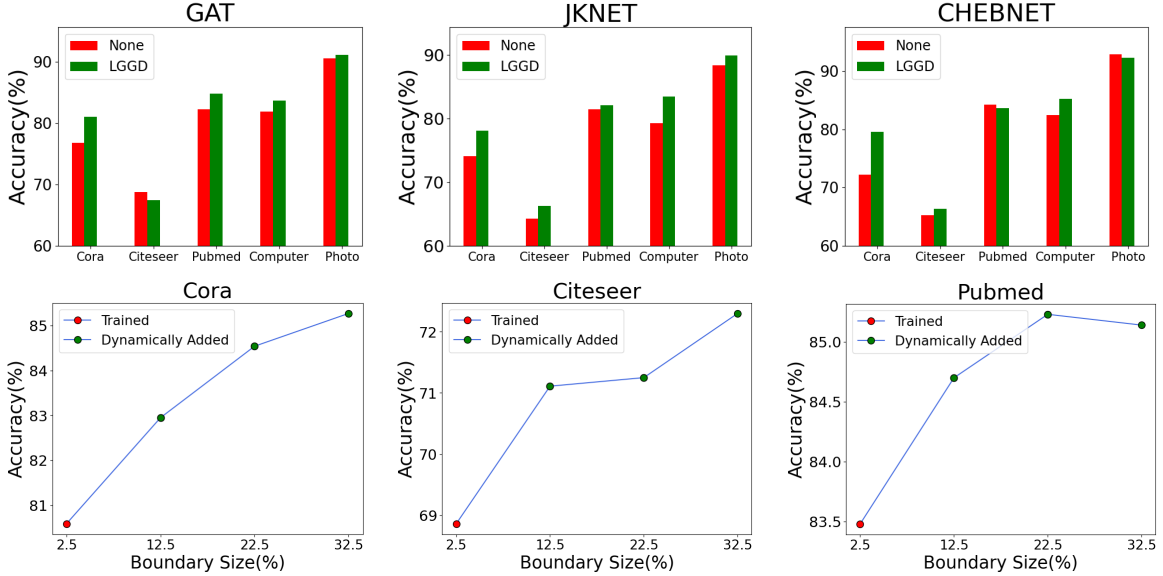 GAT
Accuracy(%)
90
80
70
60
None
LGGD
Cora Citeseer Pubmed Computer Photo
JKNET
Accuracy(%)
90
80
70
60
None
LGGD
Cora Citeseer Pubmed Computer Photo
CHEBNET
Accuracy(%)
90
80
70
60
None
LGGD
Cora Citeseer Pubmed Computer Photo
Cora
Accuracy(%)
85
84
83
82
81
Trained
Dynamically Added
2.5 12.5 22.5 32.5
Boundary Size(%)
Citeseer
Accuracy(%)
72
71
70
69
Trained
Dynamically Added
2.5 12.5 22.5 32.5
Boundary Size(%)
Pubmed
Accuracy(%)
85.0
84.5
84.0
83.5
Trained
Dynamically Added
2.5 12.5 22.5 32.5
Boundary Size(%)